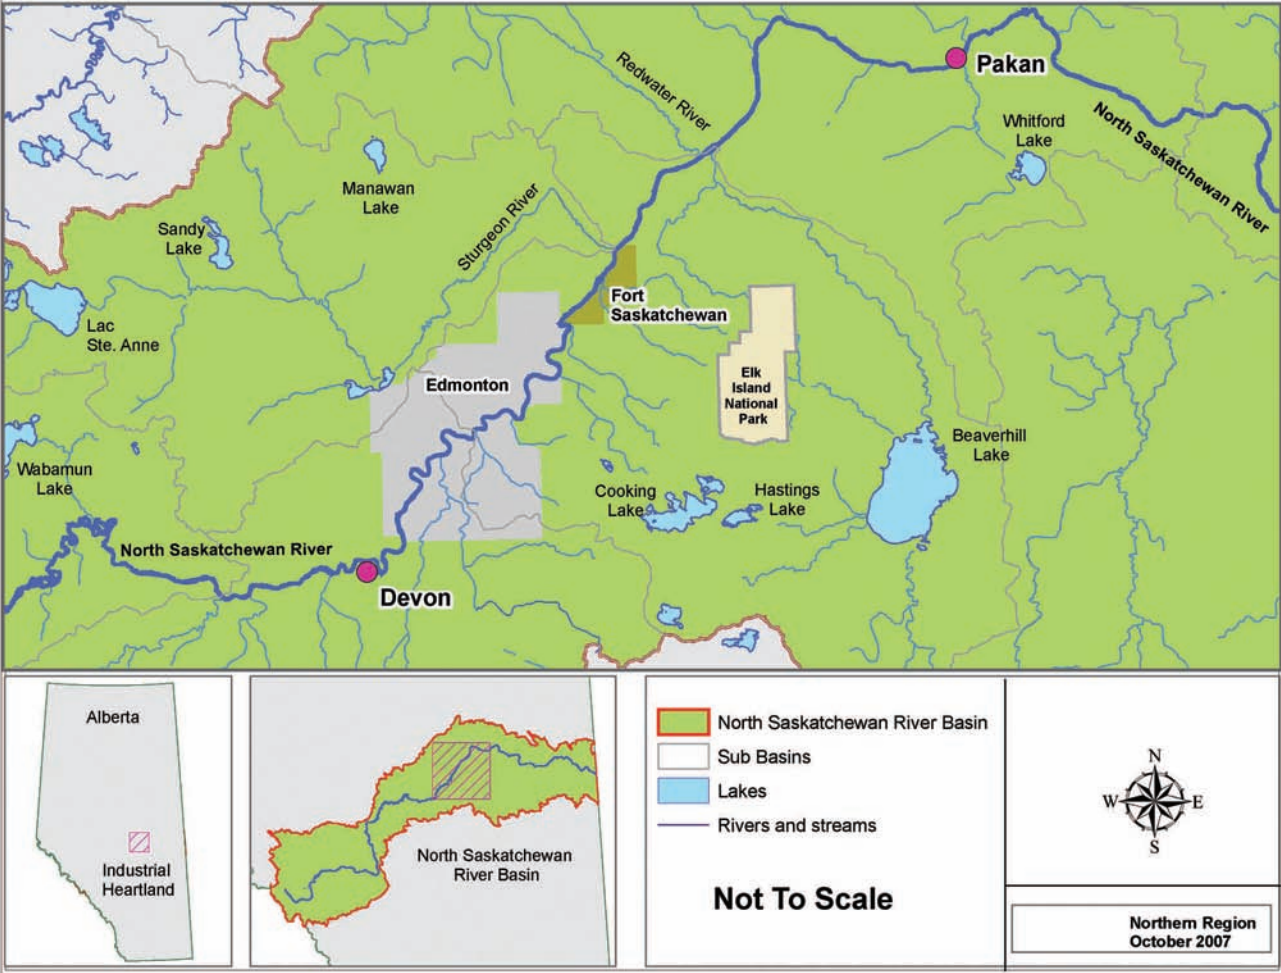 Pakan
Redwater River
Whitford
Lake
North Saskatchewan River
Manawan
Lake
Sturgeon River
Sandy
Lake
Fort
Saskatchewan
Lac
Ste. Anne
Edmonton
Elk
Island
National
Park
Beaverhill
Lake
Wabamun
Lake
Cooking
Lake
Hastings
Lake
North Saskatchewan River
Devon
Alberta
Industrial
Heartland
North Saskatchewan
River Basin
North Saskatchewan River Basin
Sub Basins
Lakes
Rivers and streams
Not To Scale
N
W
E
S
Northern Region
October 2007